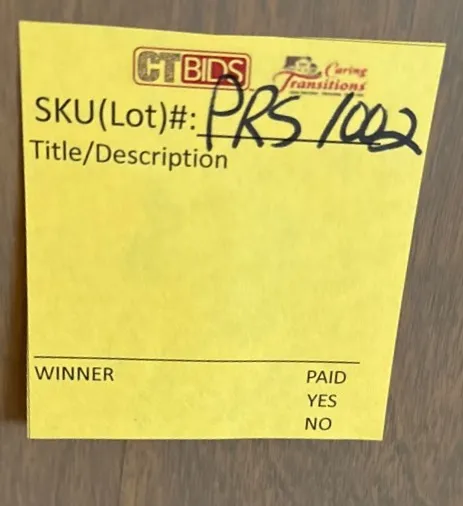 CTBIDS Caring Transitions
SKU(Lot)#: PRS 1002
Title/Description
WINNER PAID
YES
NO